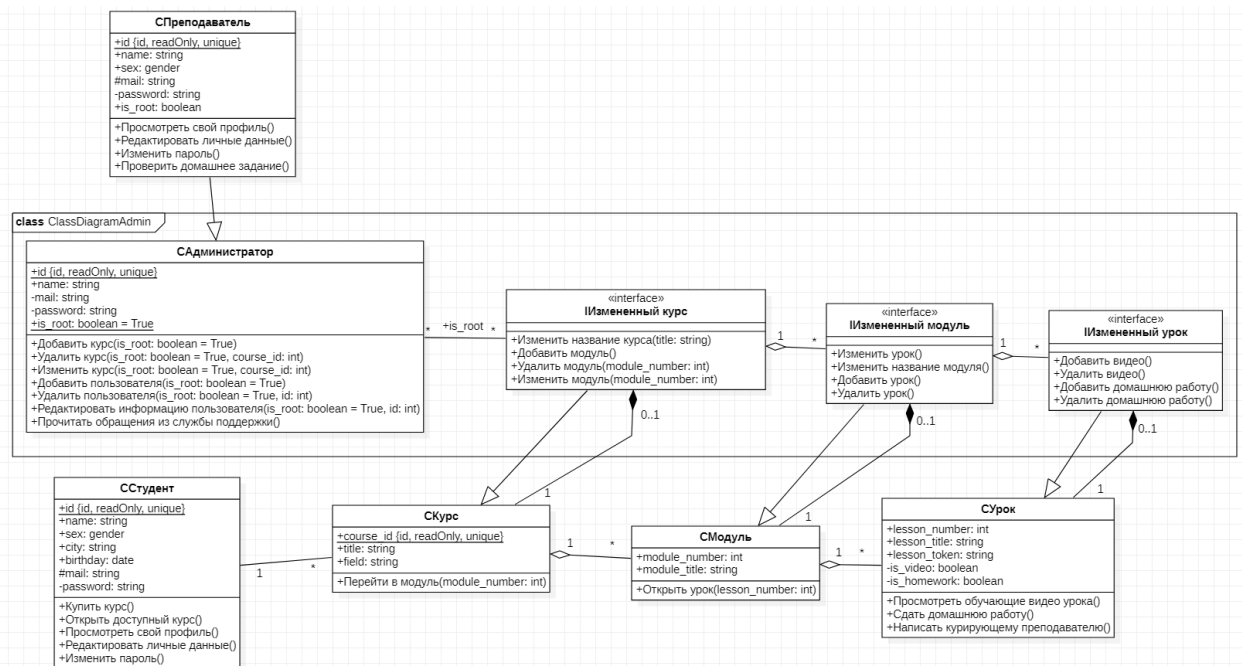 СПреподаватель
+id {id, readOnly, unique}
+name: string
+sex: gender
#mail: string
-password: string
+is_root: boolean
+Просмотреть свой профиль()
+Редактировать личные данные()
+Изменить пароль()
+Проверить домашнее задание()
class ClassDiagramAdmin
CАдминистратор
+id {id, readOnly, unique}
+name: string
-mail: string
-password: string
+is_root: boolean = True
+Добавить курс(is_root: boolean = True)
+Удалить курс(is_root: boolean = True, course_id: int)
+Изменить курс(is_root: boolean = True, course_id: int)
+Добавить пользователя(is_root: boolean = True)
+Удалить пользователя(is_root: boolean = True, id: int)
+Редактировать информацию пользователя(is_root: boolean = True, id: int)
+Прочитать обращения из службы поддержки()
* +is_root *
«interface»
IИзмененный курс
+Изменить название курса(title: string)
+Добавить модуль()
+Удалить модуль(module_number: int)
+Изменить модуль(module_number: int)
1 *
«interface»
IИзмененный модуль
+Изменить урок()
+Изменить название модуля()
+Добавить урок()
+Удалить урок()
1 *
«interface»
IИзмененный урок
+Добавить видео()
+Удалить видео()
+Добавить домашнюю работу()
+Удалить домашнюю работу()
0..1
1
0..1
1
0..1
1
ССтудент
+id {id, readOnly, unique}
+name: string
+sex: gender
+city: string
+birthday: date
#mail: string
-password: string
+Купить курс()
+Открыть доступный курс()
+Просмотреть свой профиль()
+Редактировать личные данные()
+Изменить пароль()
1 *
СКурс
+course_id {id, readOnly, unique}
+title: string
+field: string
+Перейти в модуль(module_number: int)
1 *
СМодуль
+module_number: int
+module_title: string
+Открыть урок(lesson_number: int)
1 *
СУрок
+lesson_number: int
+lesson_title: string
+lesson_token: string
-is_video: boolean
-is_homework: boolean
+Просмотреть обучающие видео урока()
+Сдать домашнюю работу()
+Написать курирующему преподавателю()